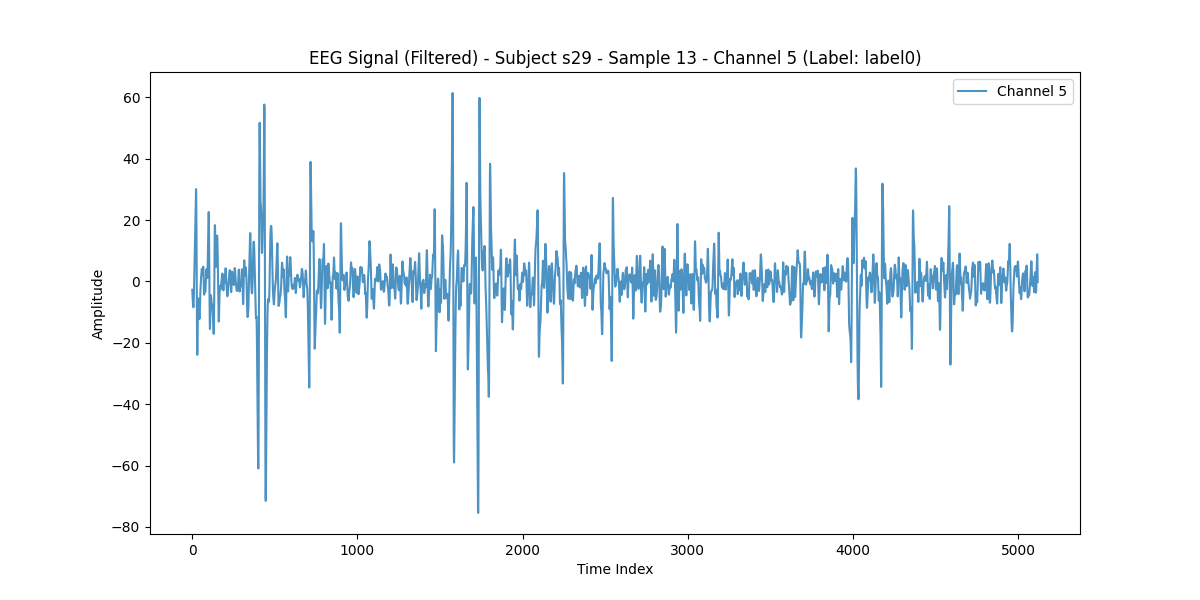 EEG Signal (Filtered) - Subject s29 - Sample 13 - Channel 5 (Label: label0)
Channel 5
60
40
20
0
−20
−40
−60
−80
Amplitude
0 1000 2000 3000 4000 5000
Time Index